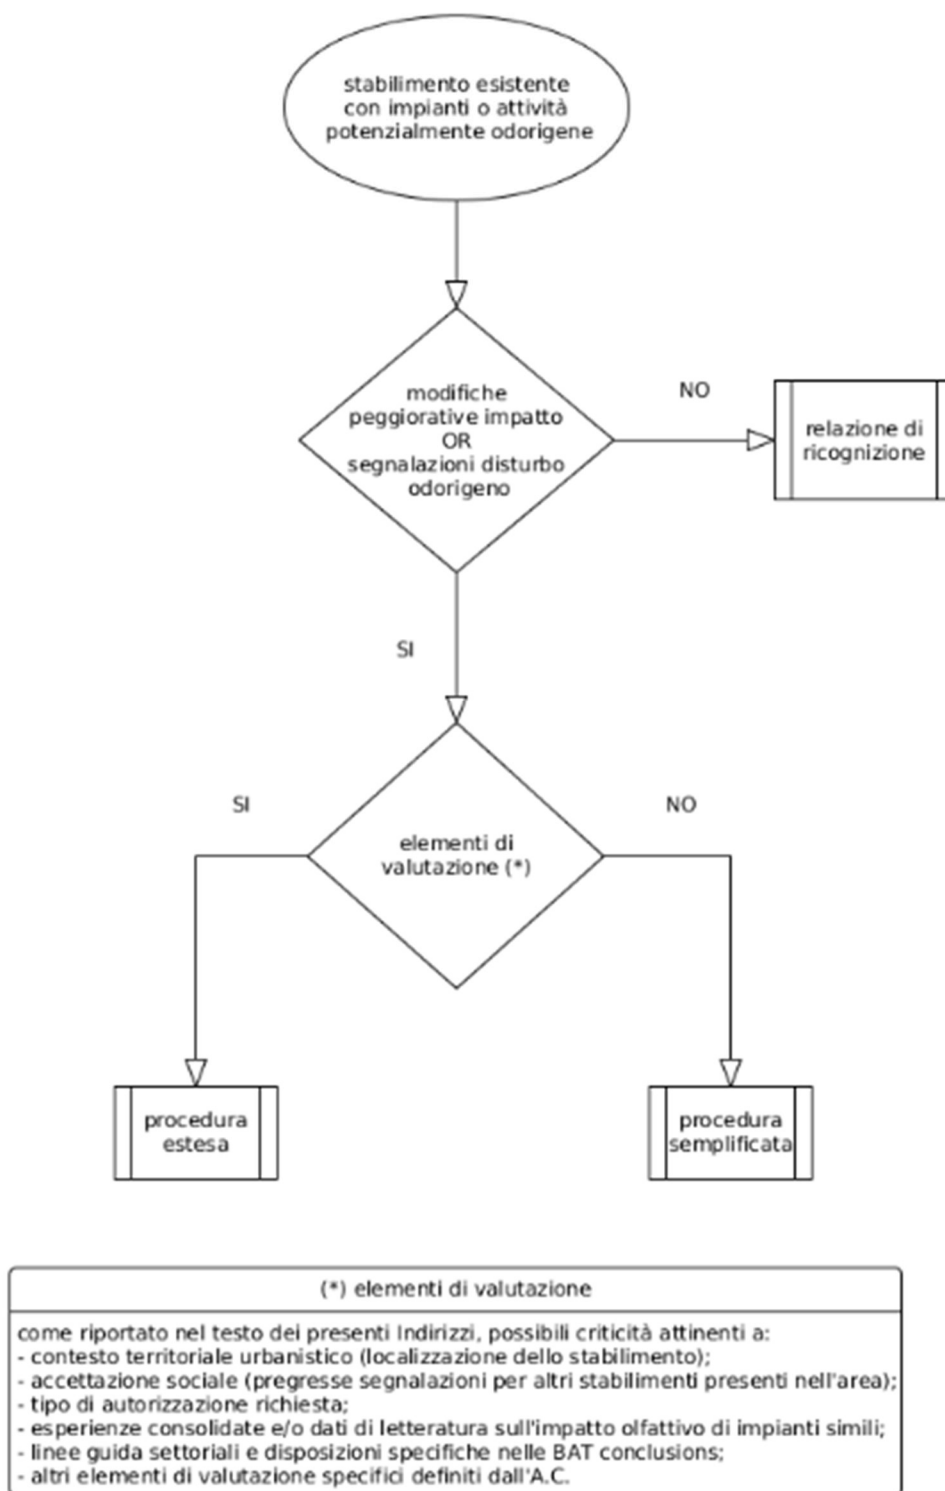 stabilimento esistente
con impianti o attività
potenzialmente odorigene
modifiche
peggiorative impatto
OR
segnalazioni disturbo
odorigeno
NO
relazione di
ricognizione
SI
elementi di
valutazione (*)
SI
NO
procedura
estesa
procedura
semplificata
(*) elementi di valutazione
come riportato nel testo dei presenti Indirizzi, possibili criticità attinenti a:
- contesto territoriale urbanistico (localizzazione dello stabilimento);
- accettazione sociale (pregresse segnalazioni per altri stabilimenti presenti nell'area);
- tipo di autorizzazione richiesta;
- esperienze consolidate e/o dati di letteratura sull'impatto olfattivo di impianti simili;
- linee guida settoriali e disposizioni specifiche nelle BAT conclusions;
- altri elementi di valutazione specifici definiti dall'A.C.